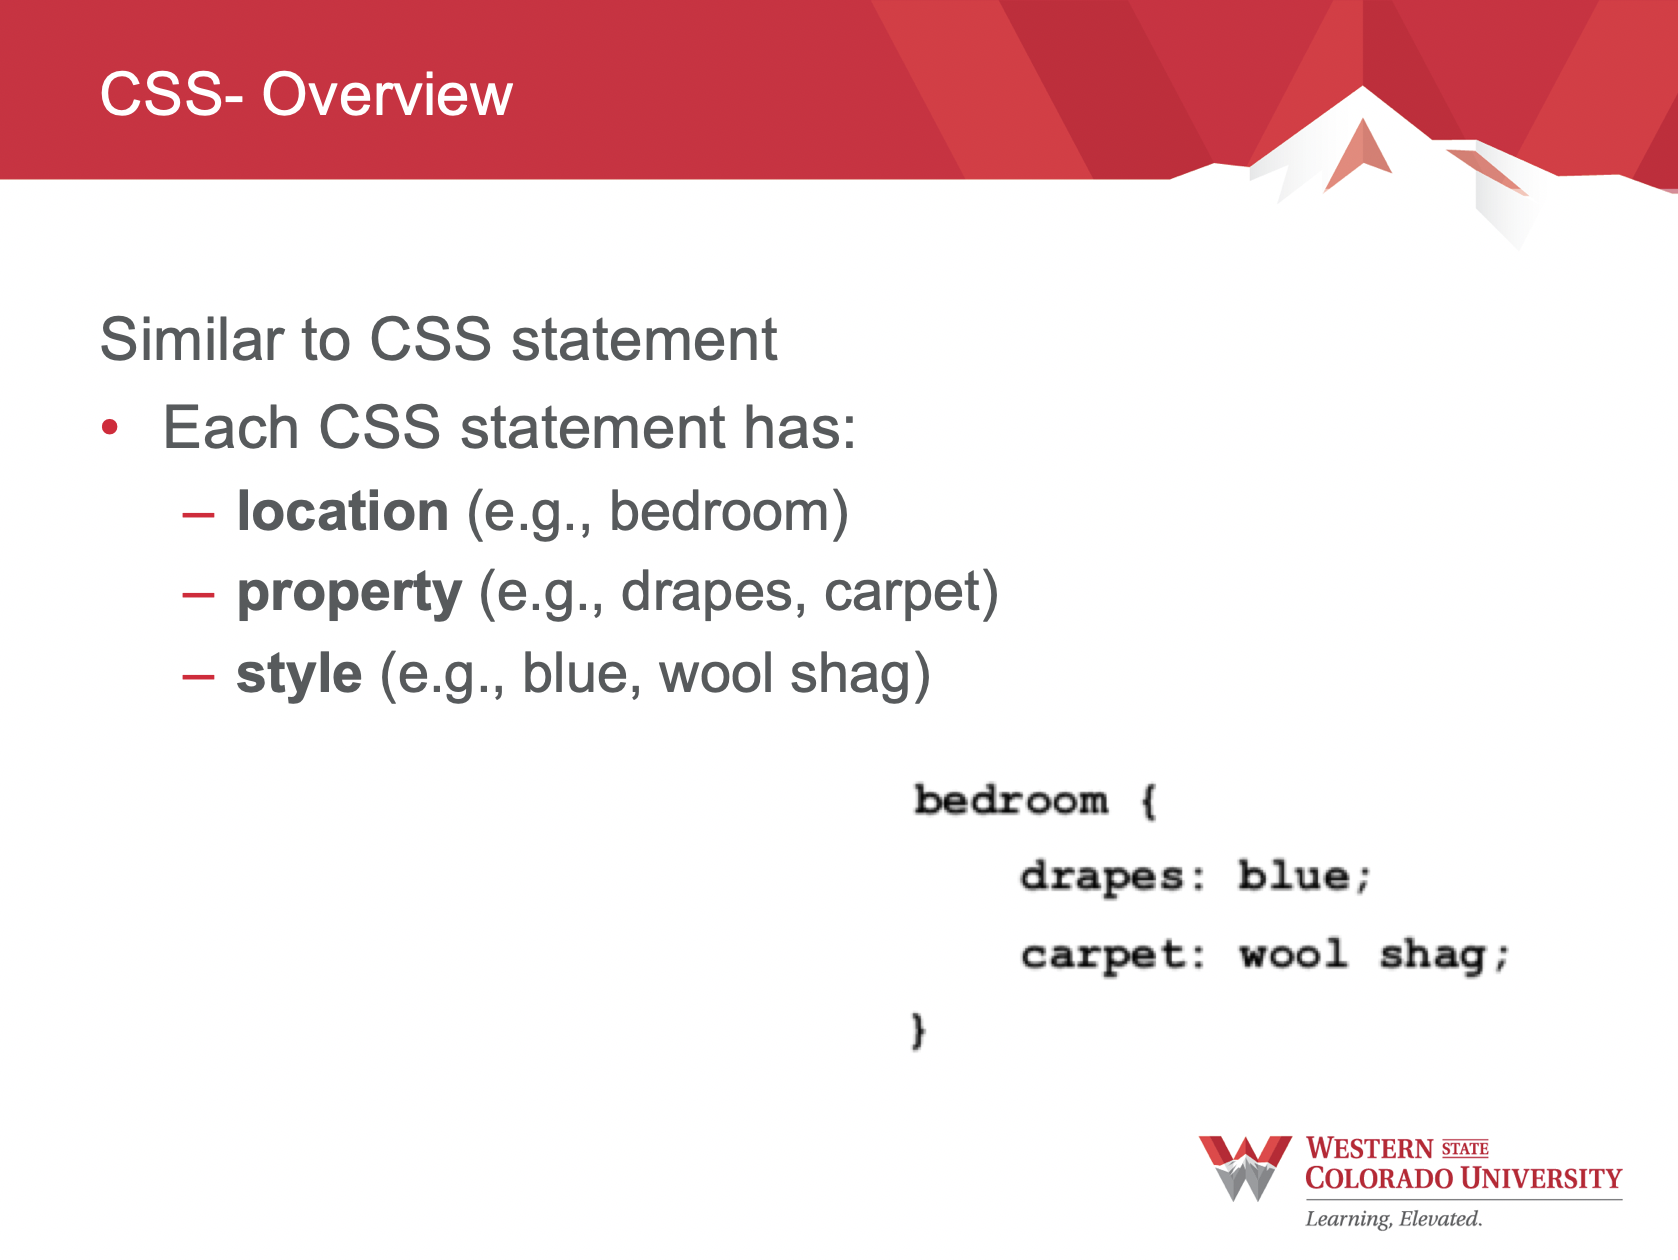 CSS- Overview
Similar to CSS statement
• Each CSS statement has:
– location (e.g., bedroom)
– property (e.g., drapes, carpet)
– style (e.g., blue, wool shag)
bedroom {
drapes: blue;
carpet: wool shag;
}
WESTERN STATE
COLORADO UNIVERSITY
Learning, Elevated.